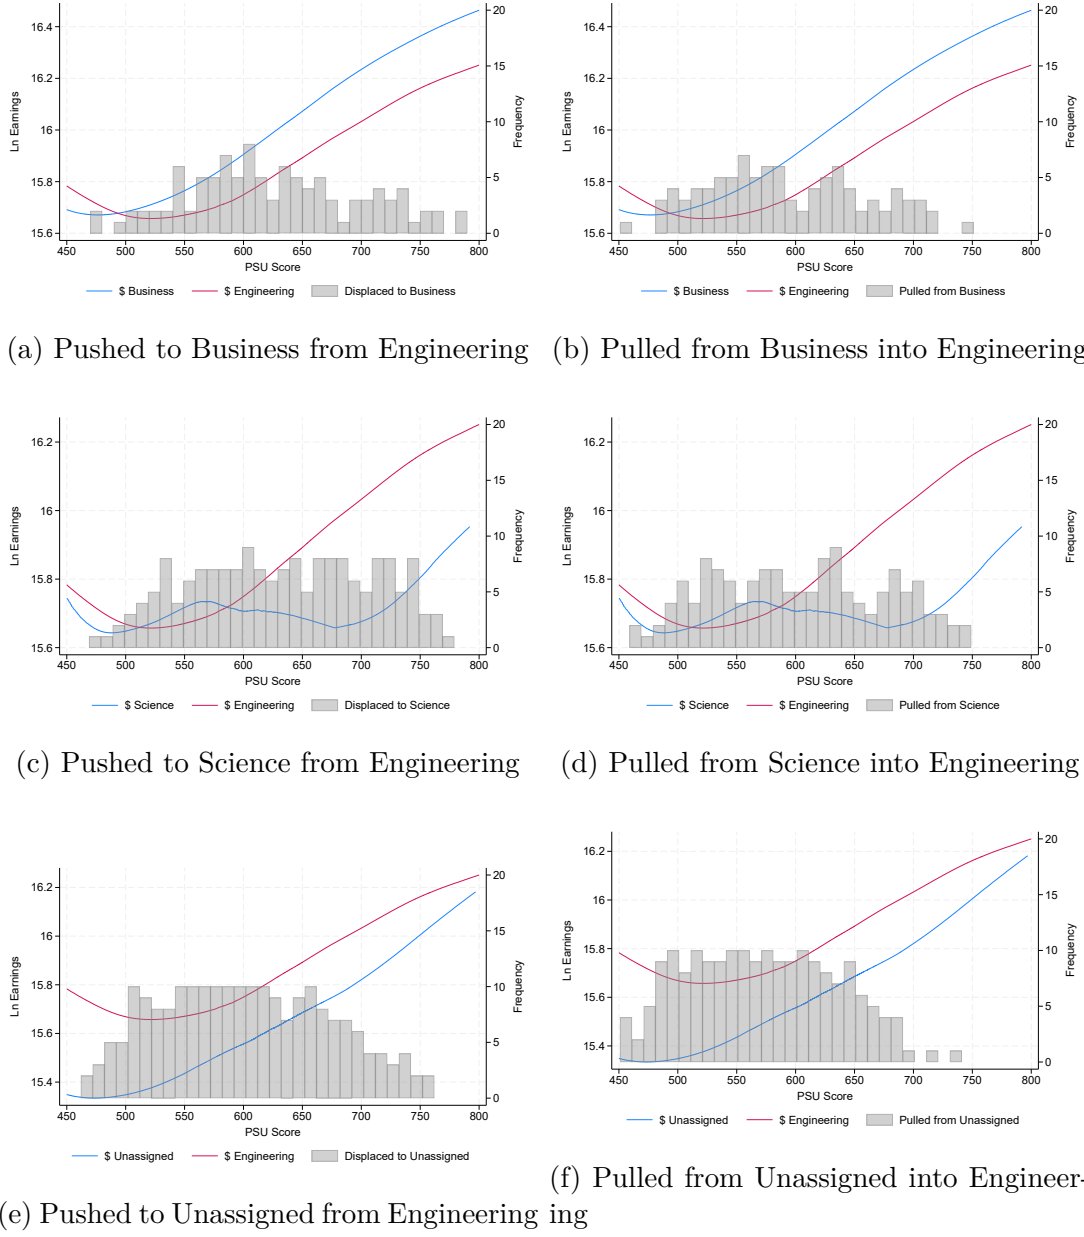 16.4
16.2
16
15.8
15.6
Ln Earnings
20
15
10
5
0
Frequency
450 500 550 600 650 700 750 800
PSU Score
$ Business $ Engineering Displaced to Business
(a) Pushed to Business from Engineering
16.4
16.2
16
15.8
15.6
Ln Earnings
20
15
10
5
0
Frequency
450 500 550 600 650 700 750 800
PSU Score
$ Business $ Engineering Pulled from Business
(b) Pulled from Business into Engineering
16.2
16
15.8
15.6
Ln Earnings
20
15
10
5
0
Frequency
450 500 550 600 650 700 750 800
PSU Score
$ Science $ Engineering Displaced to Science
(c) Pushed to Science from Engineering
16.2
16
15.8
15.6
Ln Earnings
20
15
10
5
0
Frequency
450 500 550 600 650 700 750 800
PSU Score
$ Science $ Engineering Pulled from Science
(d) Pulled from Science into Engineering
16.2
16
15.8
15.6
15.4
Ln Earnings
20
15
10
5
0
Frequency
450 500 550 600 650 700 750 800
PSU Score
$ Unassigned $ Engineering Displaced to Unassigned
(e) Pushed to Unassigned from Engineering
16.2
16
15.8
15.6
15.4
Ln Earnings
20
15
10
5
0
Frequency
450 500 550 600 650 700 750 800
PSU Score
$ Unassigned $ Engineering Pulled from Unassigned
(f) Pulled from Unassigned into Engineer-
ing